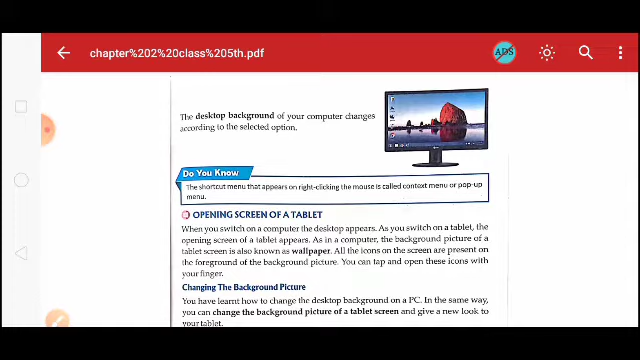 chapter%202%20class%205th.pdf
ADS
The desktop background of your computer changes
according to the selected option.
Do You Know
The shortcut menu that appears on right-clicking the mouse is called context menu or pop-up
menu.
OPENING SCREEN OF A TABLET
When you switch on a computer the desktop appears. As you switch on a tablet, the
opening screen of a tablet appears. As in a computer, the background picture of a
tablet screen is also known as wallpaper. All the icons on the screen are present on
the foreground of the background picture. You can tap and open these icons with
your finger.
Changing The Background Picture
You have learnt how to change the desktop background on a PC. In the same way,
you can change the background picture of a tablet screen and give a new look to
your tablet.